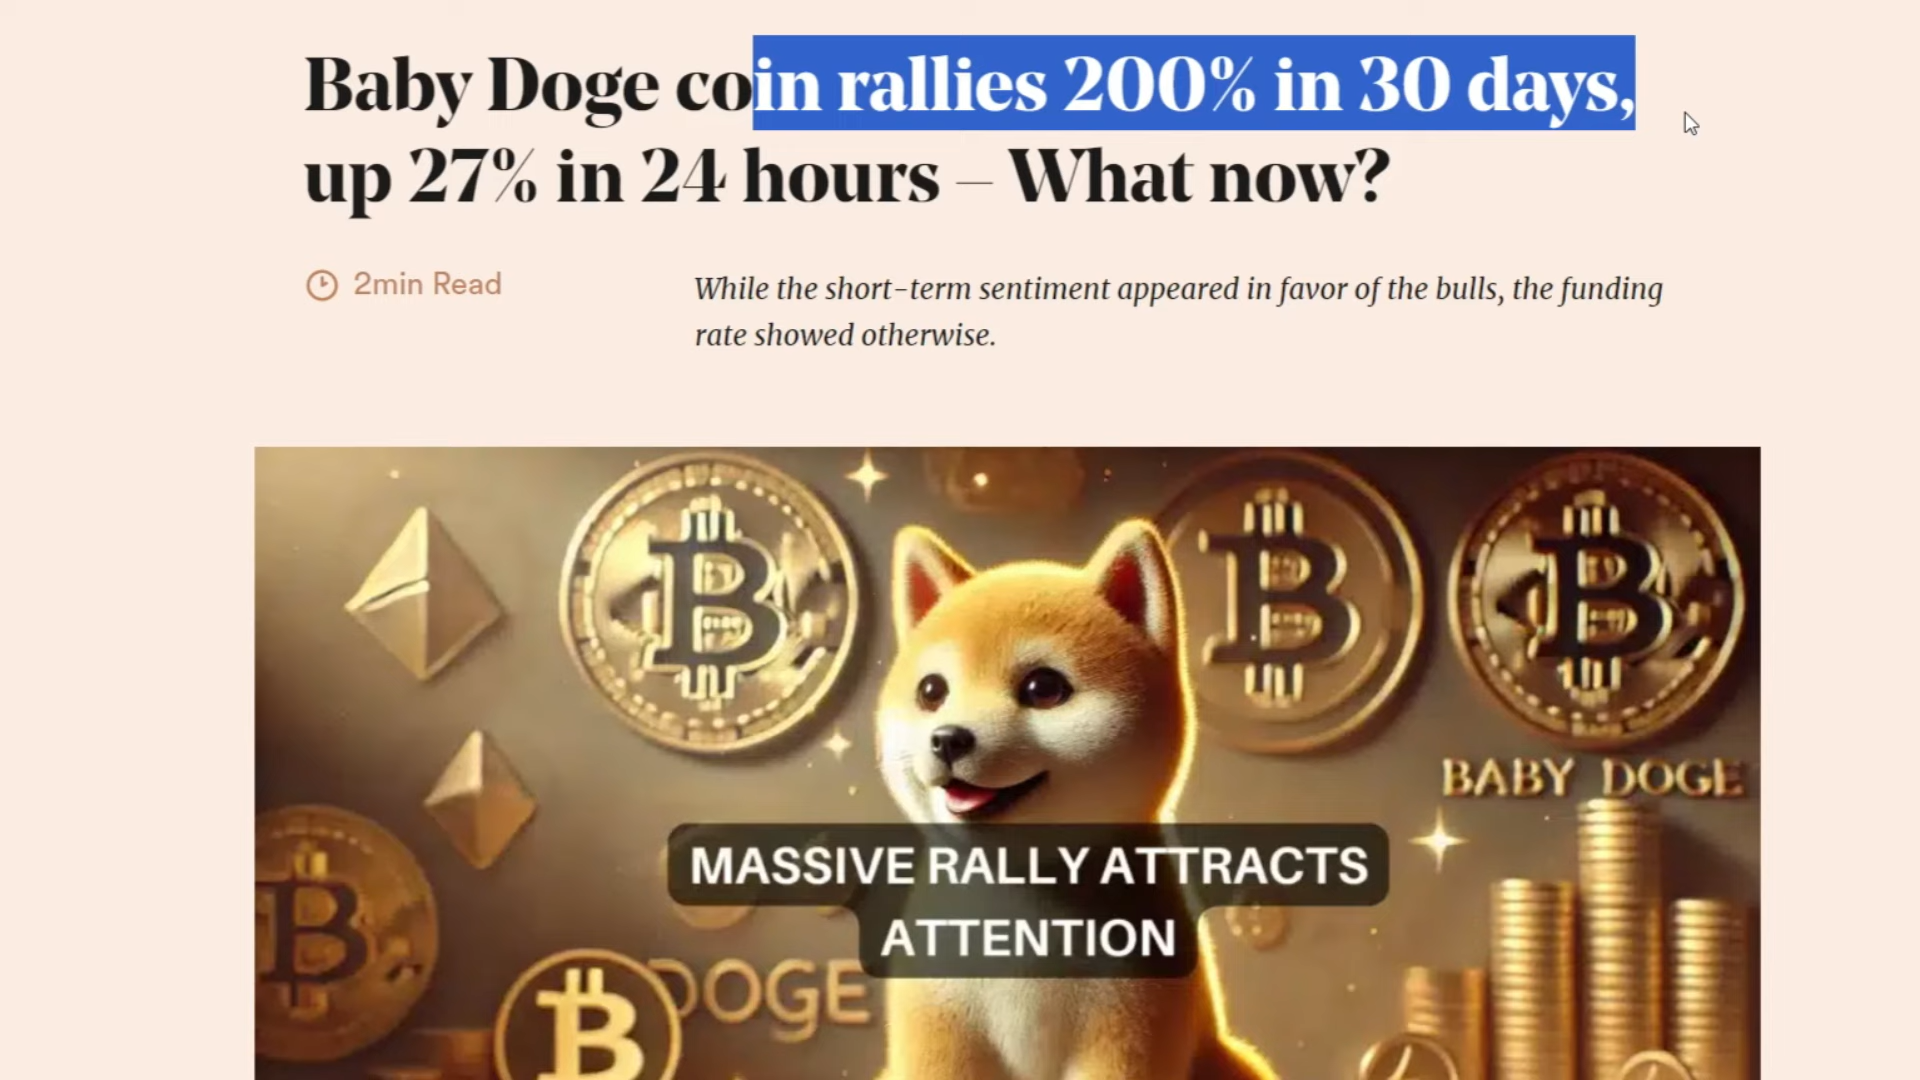 Baby Doge coin rallies 200% in 30 days,
up 27% in 24 hours – What now?
2min Read
While the short-term sentiment appeared in favor of the bulls, the funding
rate showed otherwise.
BABY DOGE
MASSIVE RALLY ATTRACTS
ATTENTION
DOGE